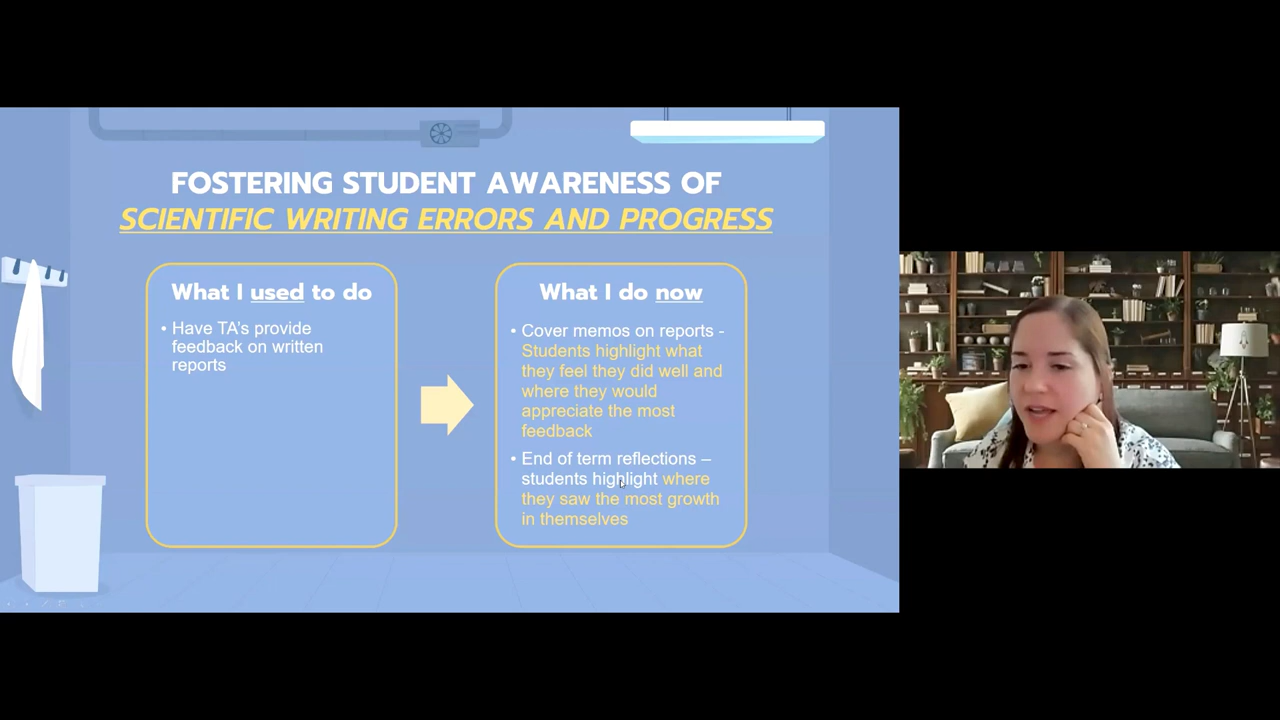 FOSTERING STUDENT AWARENESS OF
SCIENTIFIC WRITING ERRORS AND PROGRESS
What I used to do
• Have TA's provide
feedback on written
reports
What I do now
• Cover memos on reports -
Students highlight what
they feel they did well and
where they would
appreciate the most
feedback
• End of term reflections –
students highlight where
they saw the most growth
in themselves